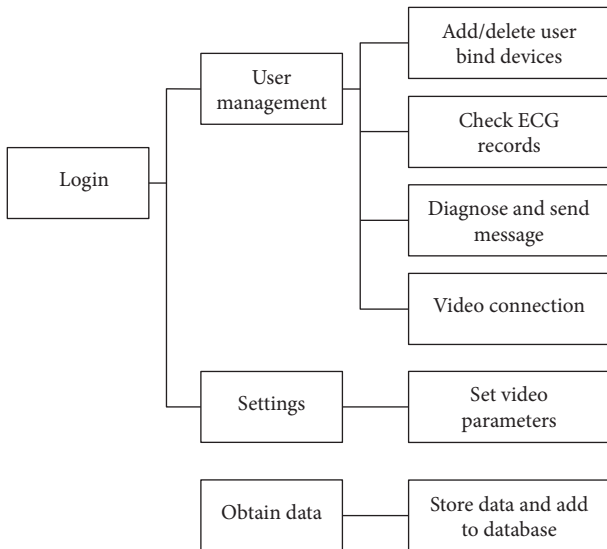 Login
User
management
Add/delete user
bind devices
Check ECG
records
Diagnose and send
message
Video connection
Settings
Set video
parameters
Obtain data
Store data and add
to database